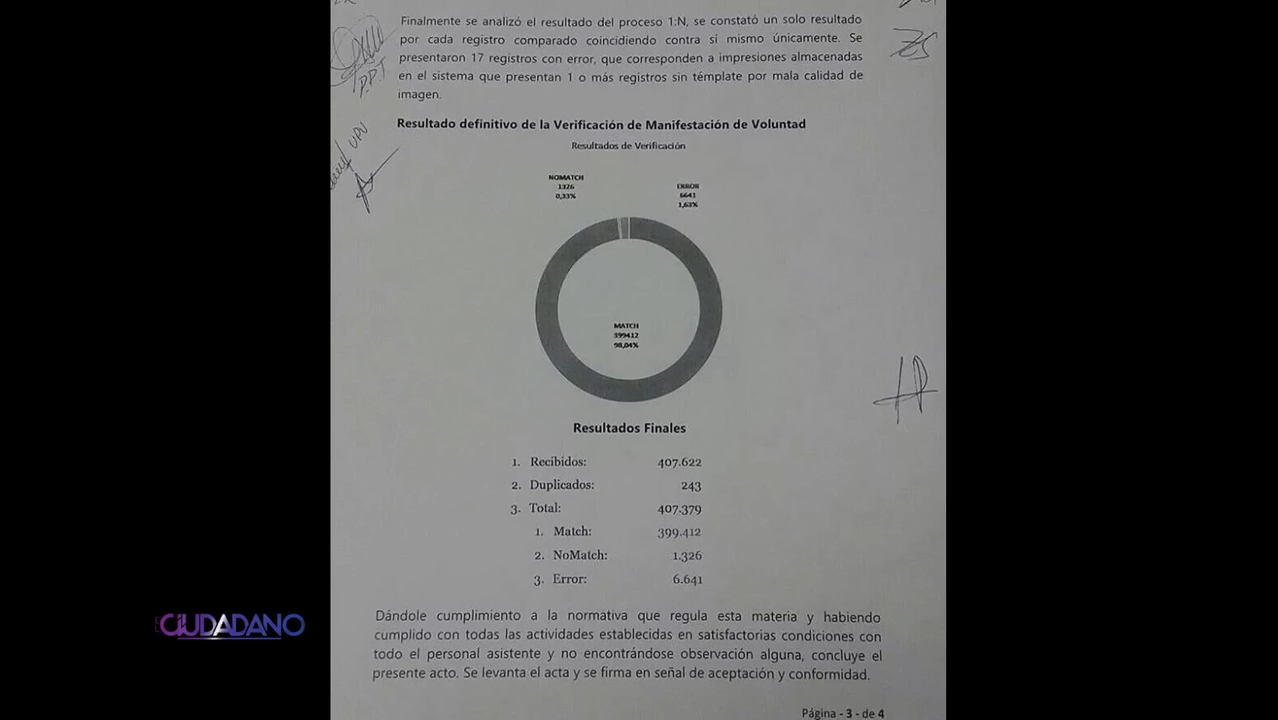 Finalmente se analizó el resultado del proceso 1:N, se constató un solo resultado
por cada registro comparado coincidiendo contra sí mismo únicamente. Se
presentaron 17 registros con error, que corresponden a impresiones almacenadas
en el sistema que presentan 1 o más registros sin témplate por mala calidad de
imagen.
P.P.T
UPV
Resultado definitivo de la Verificación de Manifestación de Voluntad
Resultados de Verificación
NOMATCH
1326
0,33%
ERROR
6641
1,63%
MATCH
399412
98,04%
Resultados Finales
1. Recibidos: 407.622
2. Duplicados: 243
3. Total: 407.379
1. Match: 399.412
2. NoMatch: 1.326
3. Error: 6.641
CIUDADANO
Dándole cumplimiento a la normativa que regula esta materia y habiendo
cumplido con todas las actividades establecidas en satisfactorias condiciones con
todo el personal asistente y no encontrándose observación alguna, concluye el
presente acto. Se levanta el acta y se firma en señal de aceptación y conformidad.
Página - 3 - de 4